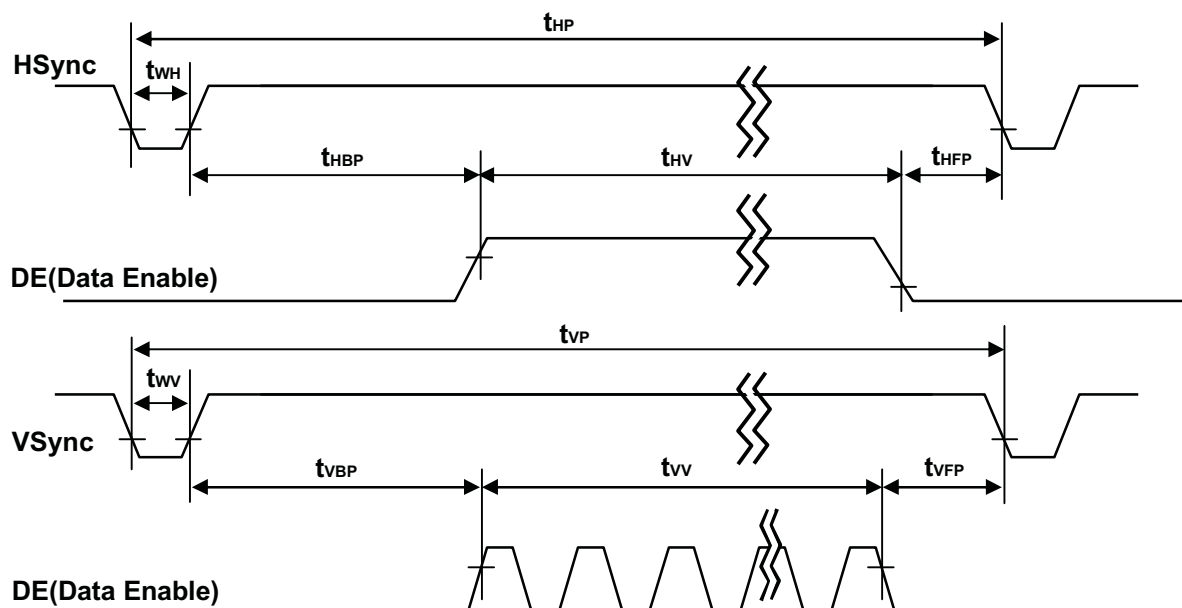 tHP
HSync
tWH
tHBP
tHV
tHFP
DE(Data Enable)
tVP
tWV
VSync
tVBP
tVV
tVFP
DE(Data Enable)